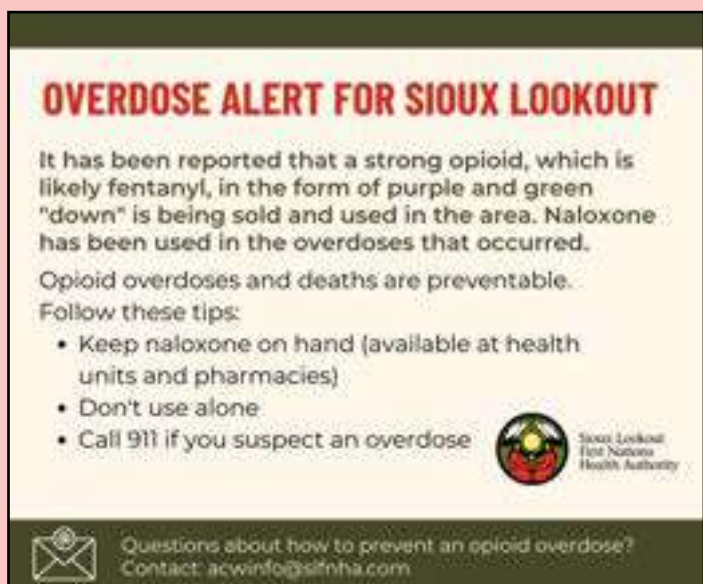 OVERDOSE ALERT FOR SIOUX LOOKOUT
It has been reported that a strong opioid, which is
likely fentanyl, in the form of purple and green
"down" is being sold and used in the area. Naloxone
has been used in the overdoses that occurred.
Opioid overdoses and deaths are preventable.
Follow these tips:
• Keep naloxone on hand (available at health
units and pharmacies)
• Don't use alone
• Call 911 if you suspect an overdose
Sioux Lookout
First Nations
Health Authority
Questions about how to prevent an opioid overdose?
Contact: acwinfo@slfnha.com